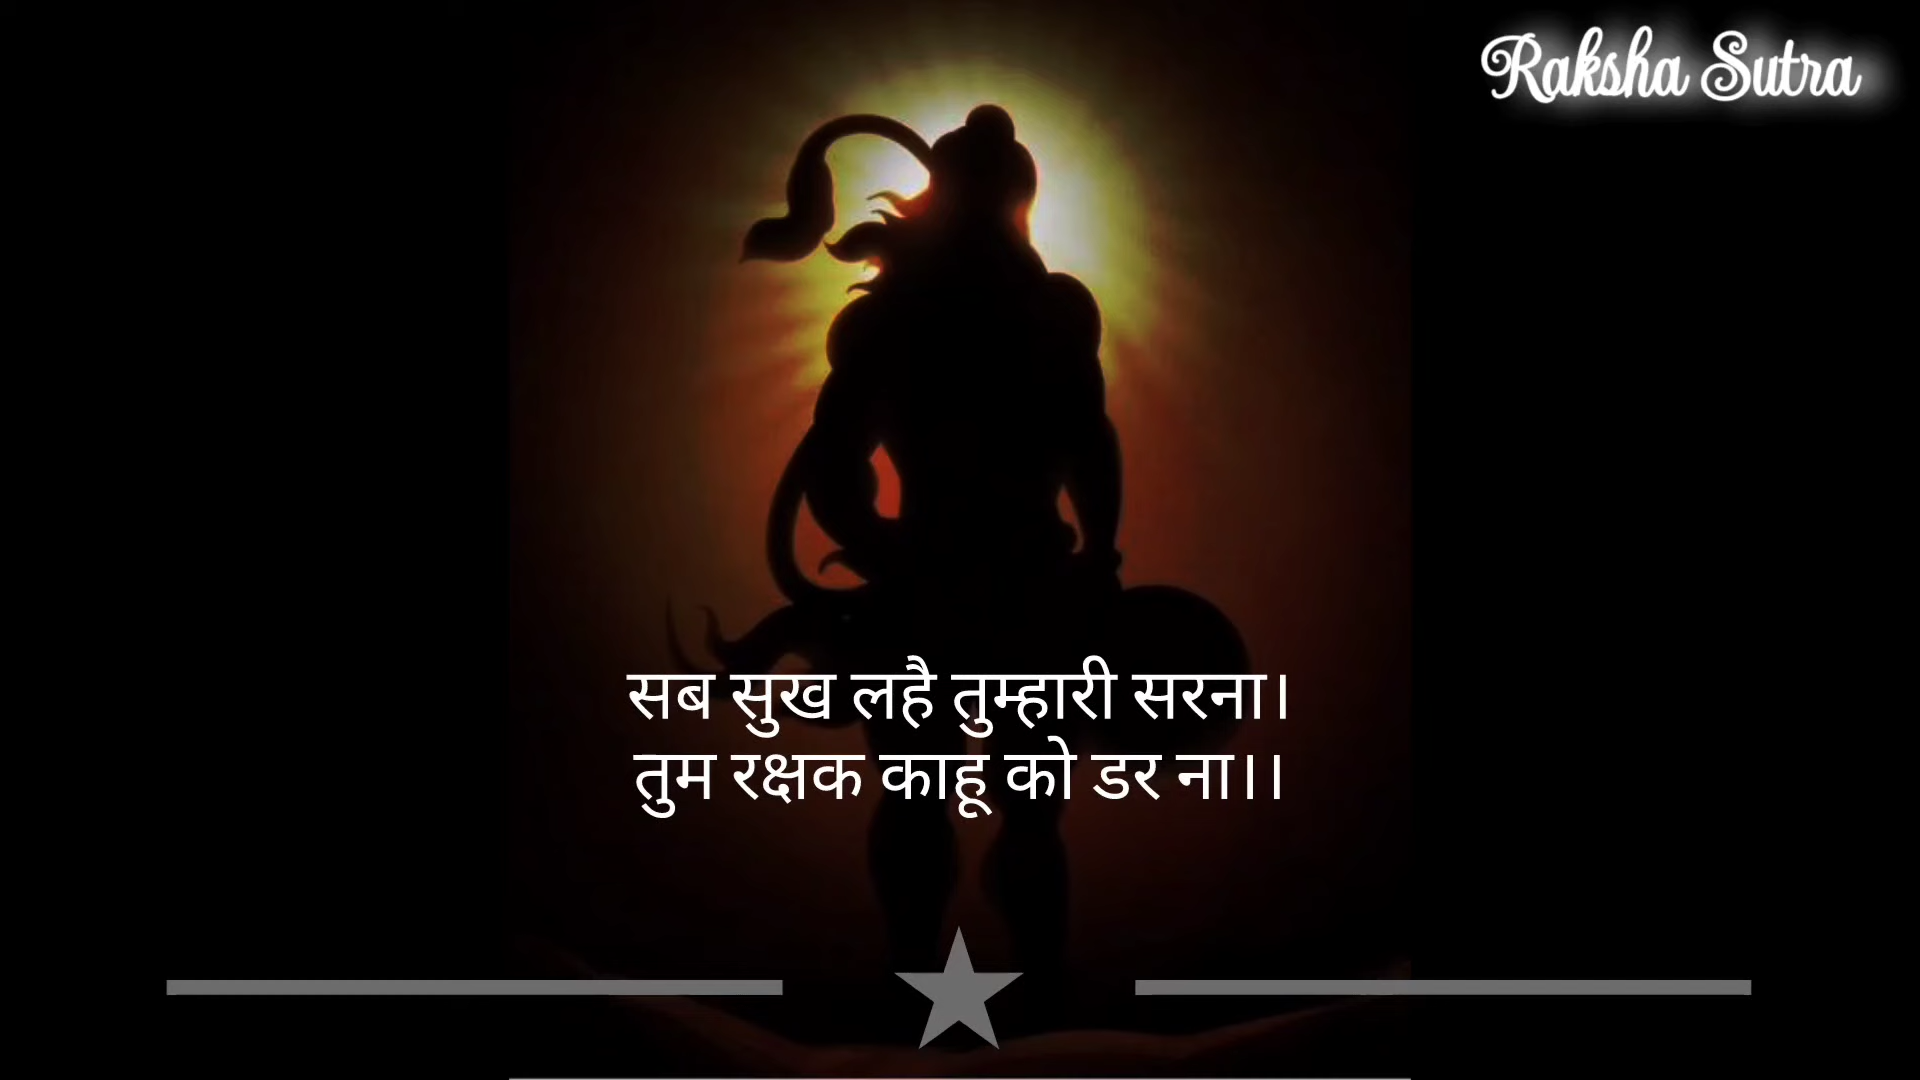 Raksha Sutra
सब सुख लहै तुम्हारी सरना।
तुम रक्षक काहू को डर ना।।